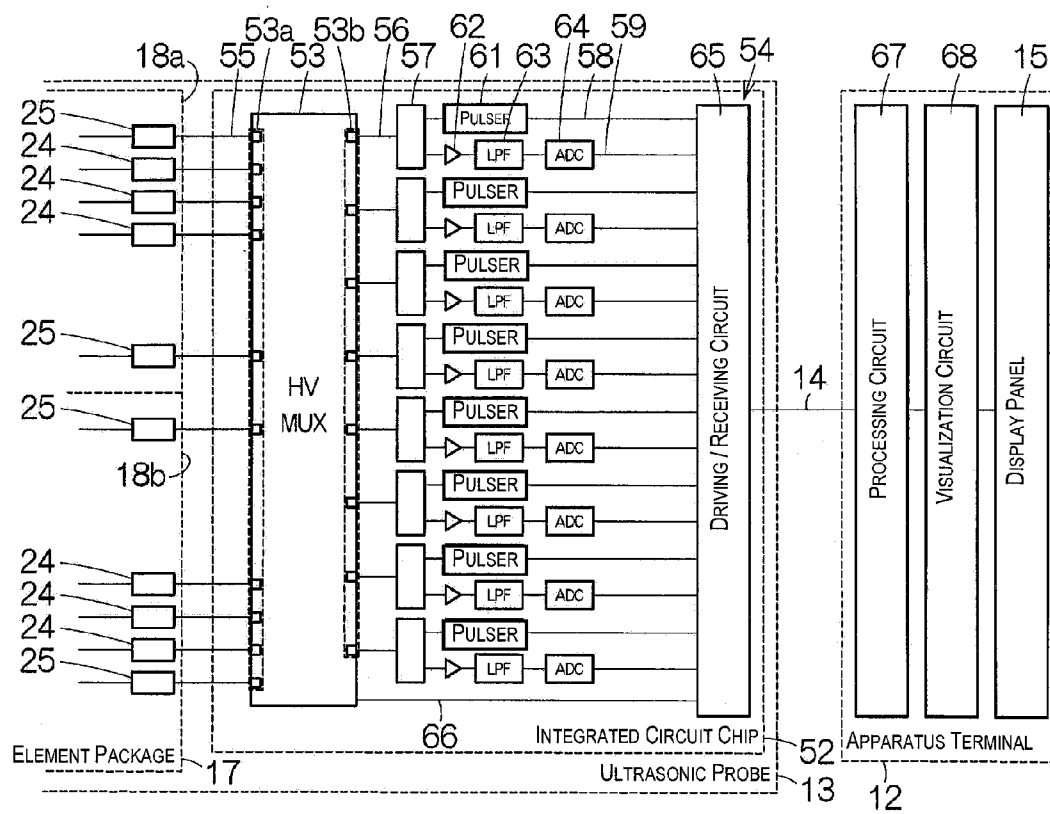 53a 53 53b 56 62 61 63 58 64 59 65 54 67 68 15
18a 55 57
25
24
24
24
25
25
18b
24
24
24
25
HV
MUX
PULSER
LPF ADC
PULSER
LPF ADC
PULSER
LPF ADC
PULSER
LPF ADC
PULSER
LPF ADC
PULSER
LPF ADC
PULSER
LPF ADC
PULSER
LPF ADC
DRIVING / RECEIVING CIRCUIT
14
PROCESSING CIRCUIT
VISUALIZATION CIRCUIT
DISPLAY PANEL
66
INTEGRATED CIRCUIT CHIP 52
APPARATUS TERMINAL
12
ELEMENT PACKAGE 17
ULTRASONIC PROBE 13